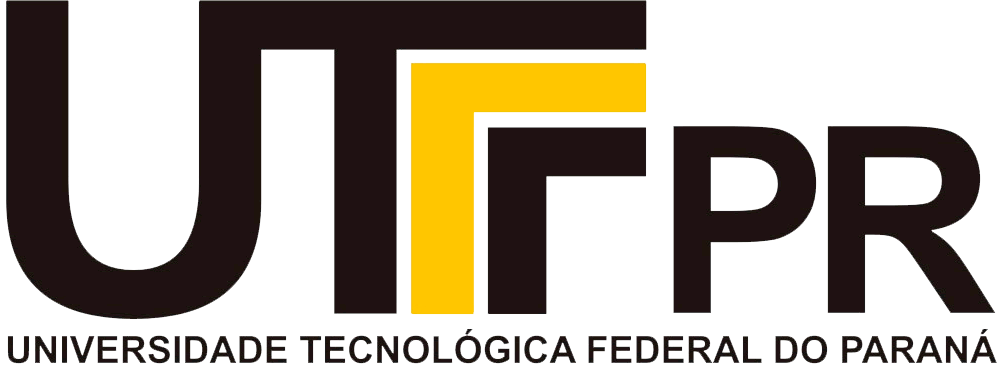 UTFPR
UNIVERSIDADE TECNOLÓGICA FEDERAL DO PARANÁ